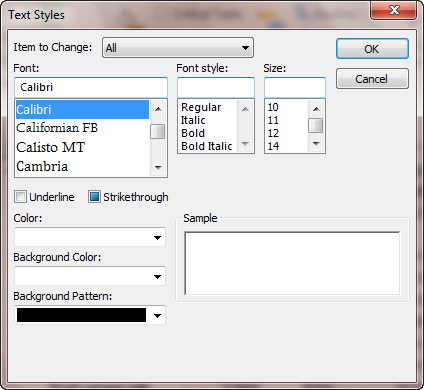 Text Styles
Item to Change: All
Font: Font style: Size:
Calibri
Calibri Regular 10
Californian FB Italic 11
Calisto MT Bold 12
Cambria Bold Italic 14
OK
Cancel
Underline Strikethrough
Color: Sample
Background Color:
Background Pattern: